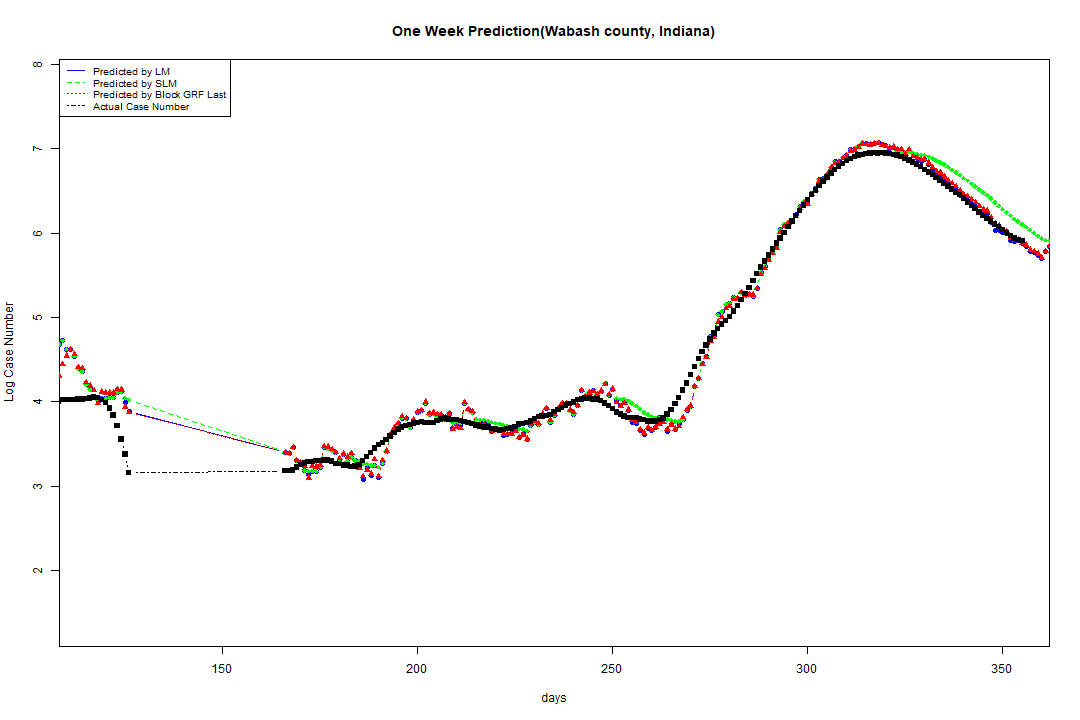 One Week Prediction(Wabash county, Indiana)
Predicted by LM
Predicted by SLM
Predicted by Block GRF Last
Actual Case Number
8
7
6
5
4
3
2
Log Case Number
150 200 250 300 350
days